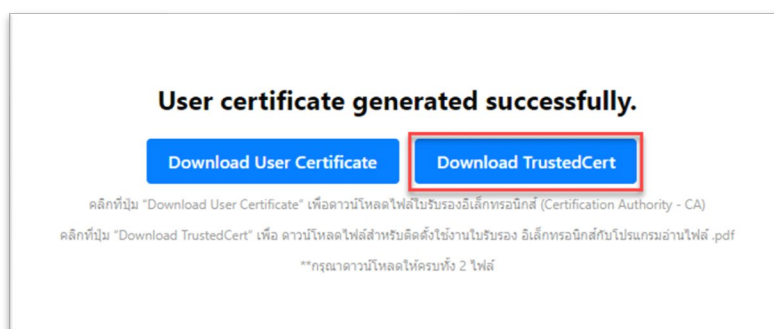 User certificate generated successfully.
Download User Certificate
Download TrustedCert
คลิกที่ปุ่ม "Download User Certificate" เพื่อดาวน์โหลดไฟล์ใบรับรองอิเล็กทรอนิกส์ (Certification Authority - CA)
คลิกที่ปุ่ม "Download TrustedCert" เพื่อ ดาวน์โหลดไฟล์สำหรับติดตั้งใช้งานใบรับรอง อิเล็กทรอนิกส์กับโปรแกรมอ่านไฟล์ .pdf
**กรุณาดาวน์โหลดให้ครบทั้ง 2 ไฟล์